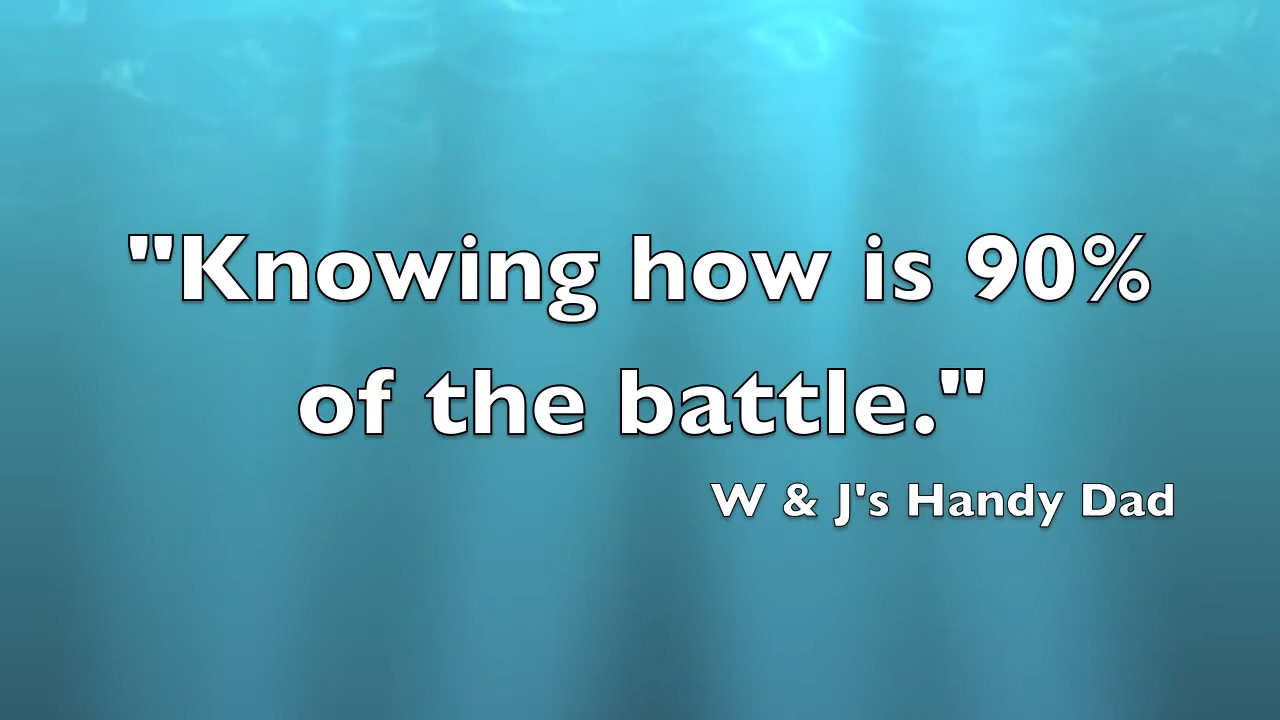 "Knowing how is 90%
of the battle."
W & J's Handy Dad